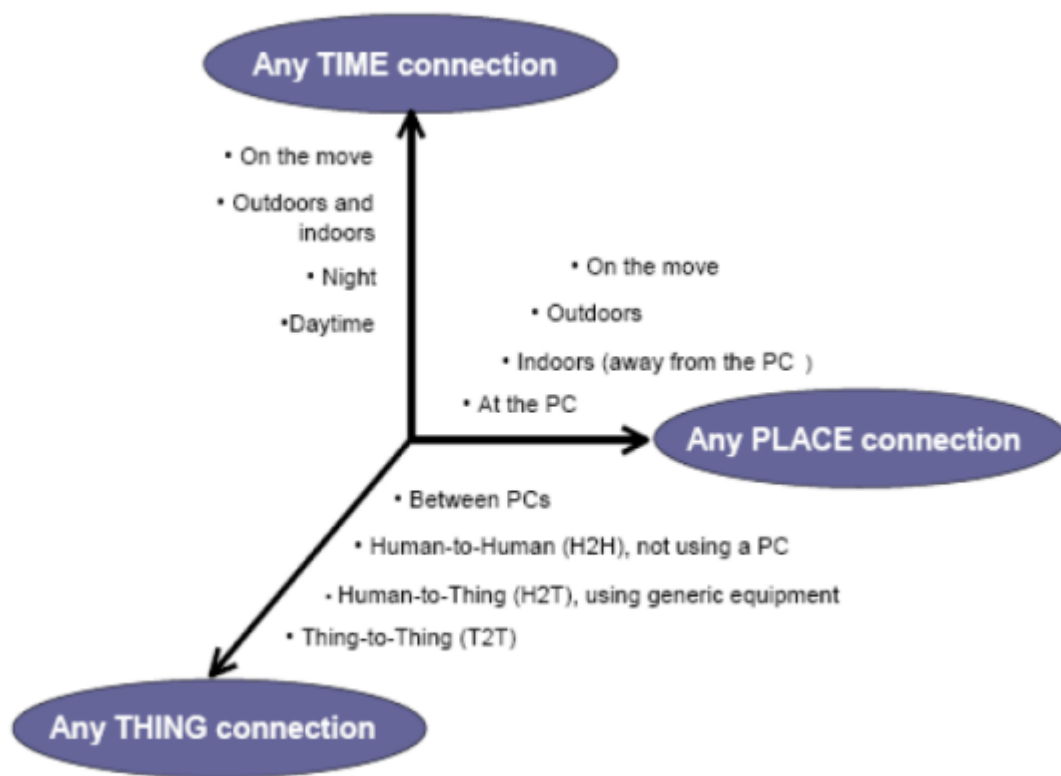 Any TIME connection
• On the move
• Outdoors and
indoors
• Night
•Daytime
• On the move
• Outdoors
• Indoors (away from the PC )
• At the PC
Any PLACE connection
• Between PCs
• Human-to-Human (H2H), not using a PC
• Human-to-Thing (H2T), using generic equipment
• Thing-to-Thing (T2T)
Any THING connection